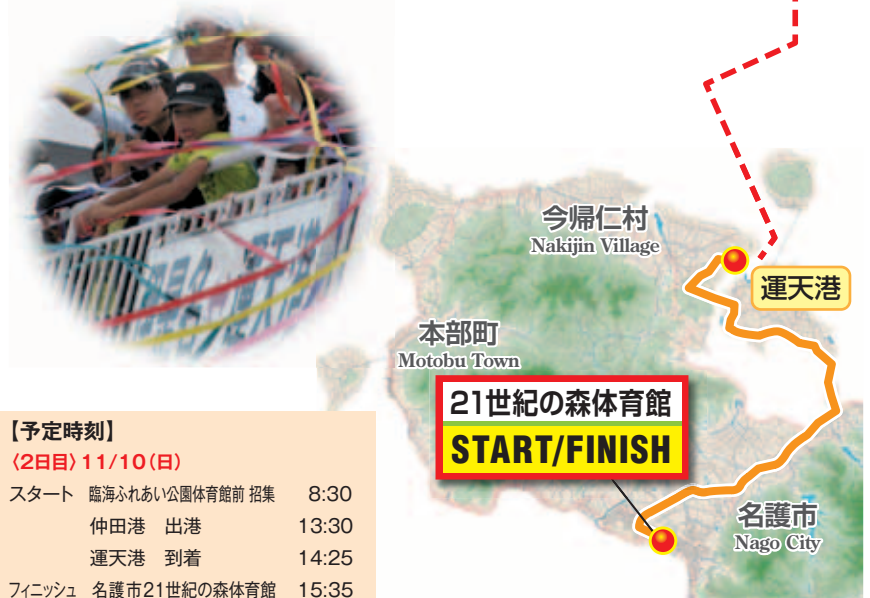 今帰仁村
Nakijin Village
運天港
本部町
Motobu Town
21世紀の森体育館
START/FINISH
名護市
Nago City
【予定時刻】
〈2日目〉11/10(日)
スタート 臨海ふれあい公園体育館前 招集 8:30
仲田港 出港 13:30
運天港 到着 14:25
フィニッシュ 名護市21世紀の森体育館 15:35